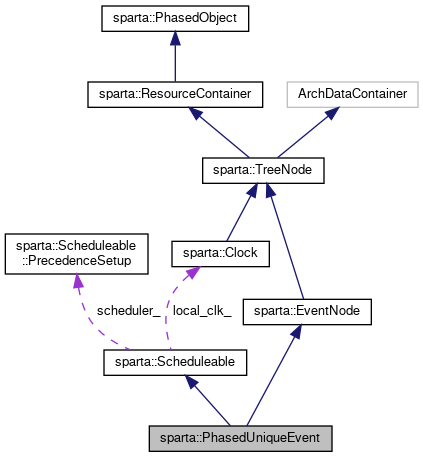 sparta::PhasedObject
sparta::ResourceContainer
ArchDataContainer
sparta::TreeNode
sparta::Scheduleable
::PrecedenceSetup
sparta::Clock
scheduler_
local_clk_
sparta::EventNode
sparta::Scheduleable
sparta::PhasedUniqueEvent